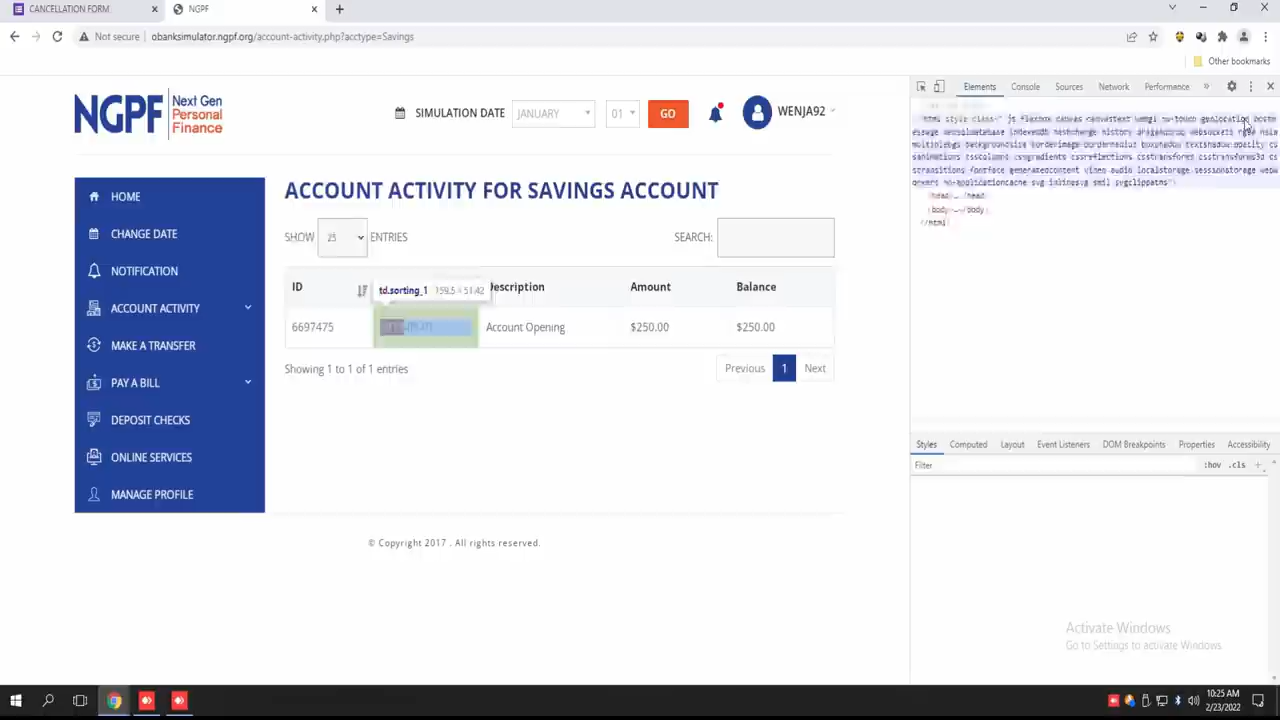 CANCELLATION FORM
NGPF
Not secure obanksimulator.ngpf.org/account-activity.php?acctype=Savings
Other bookmarks
NGPF Next Gen Personal Finance
SIMULATION DATE JANUARY 01 GO WENJA92
Elements Console Sources Network Performance »
HOME
CHANGE DATE
NOTIFICATION
ACCOUNT ACTIVITY
MAKE A TRANSFER
PAY A BILL
DEPOSIT CHECKS
ONLINE SERVICES
MANAGE PROFILE
ACCOUNT ACTIVITY FOR SAVINGS ACCOUNT
SHOW 25 ENTRIES SEARCH:
ID Description Amount Balance
td.sorting_1 159.5 × 51.42
6697475 Account Opening $250.00 $250.00
Showing 1 to 1 of 1 entries Previous 1 Next
© Copyright 2017 . All rights reserved.
</html>
Styles Computed Layout Event Listeners DOM Breakpoints Properties Accessibility
Filter :hov .cls +
Activate Windows
Go to Settings to activate Windows.
10:25 AM
2/23/2022